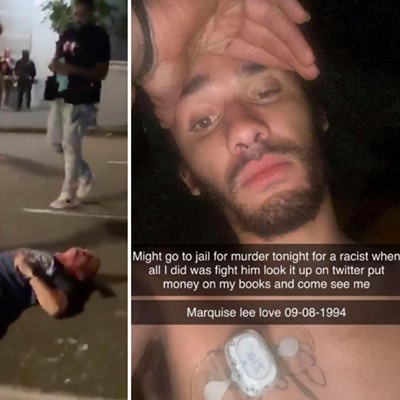 Might go to jail for murder tonight for a racist when
all I did was fight him look it up on twitter put
money on my books and come see me
Marquise lee love 09-08-1994